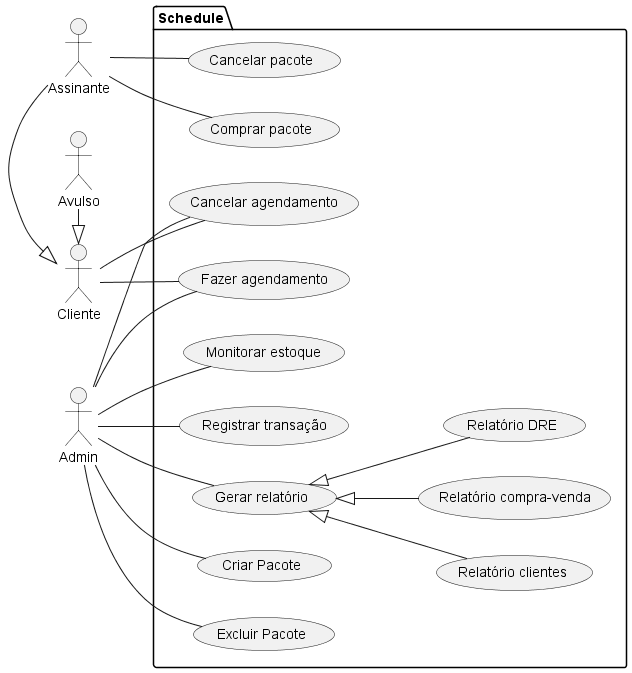 Schedule
Assinante
Cancelar pacote
Comprar pacote
Avulso
Cancelar agendamento
Cliente
Fazer agendamento
Monitorar estoque
Admin
Registrar transação
Relatório DRE
Gerar relatório
Relatório compra-venda
Criar Pacote
Relatório clientes
Excluir Pacote